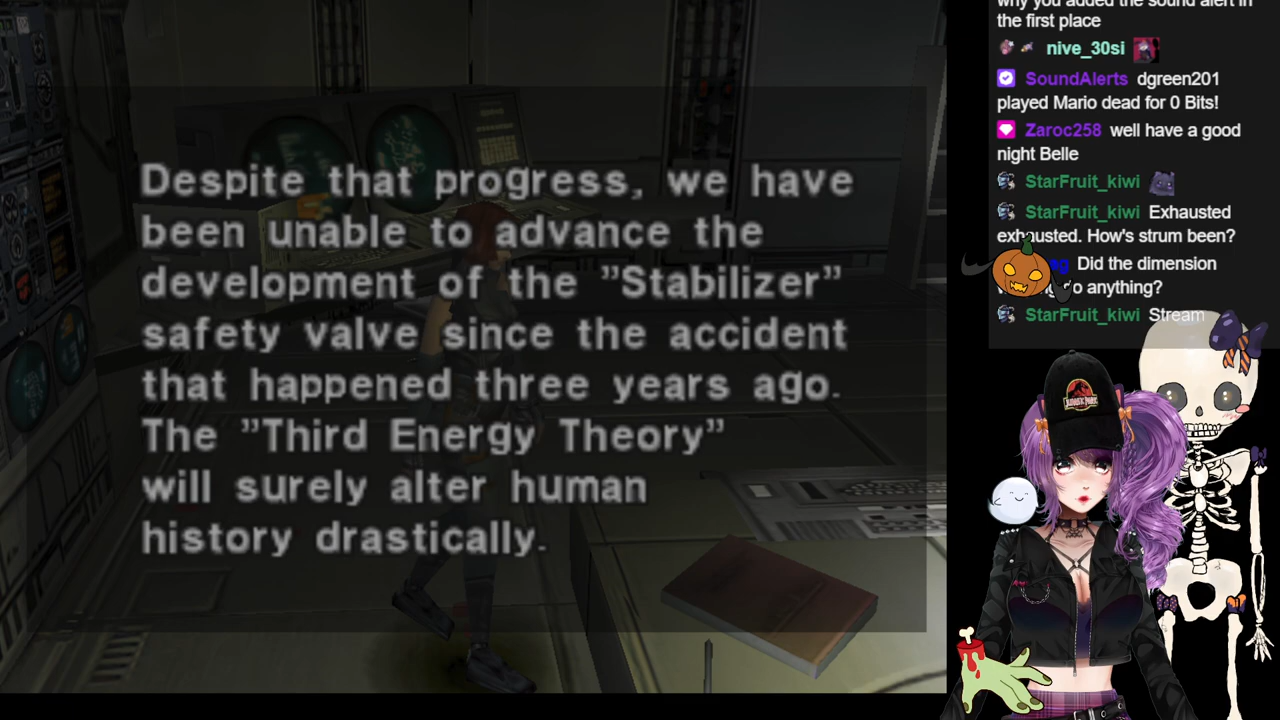 Despite that progress, we have
been unable to advance the
development of the "Stabilizer"
safety valve since the accident
that happened three years ago.
The "Third Energy Theory"
will surely alter human
history drastically.
why you added the sound alert in
the first place
nive_30si
SoundAlerts dgreen201
played Mario dead for 0 Bits!
Zaroc258 well have a good
night Belle
StarFruit_kiwi
StarFruit_kiwi Exhausted
exhausted. How's strum been?
Did the dimension
o anything?
StarFruit_kiwi Stream
JURASSIC PARK